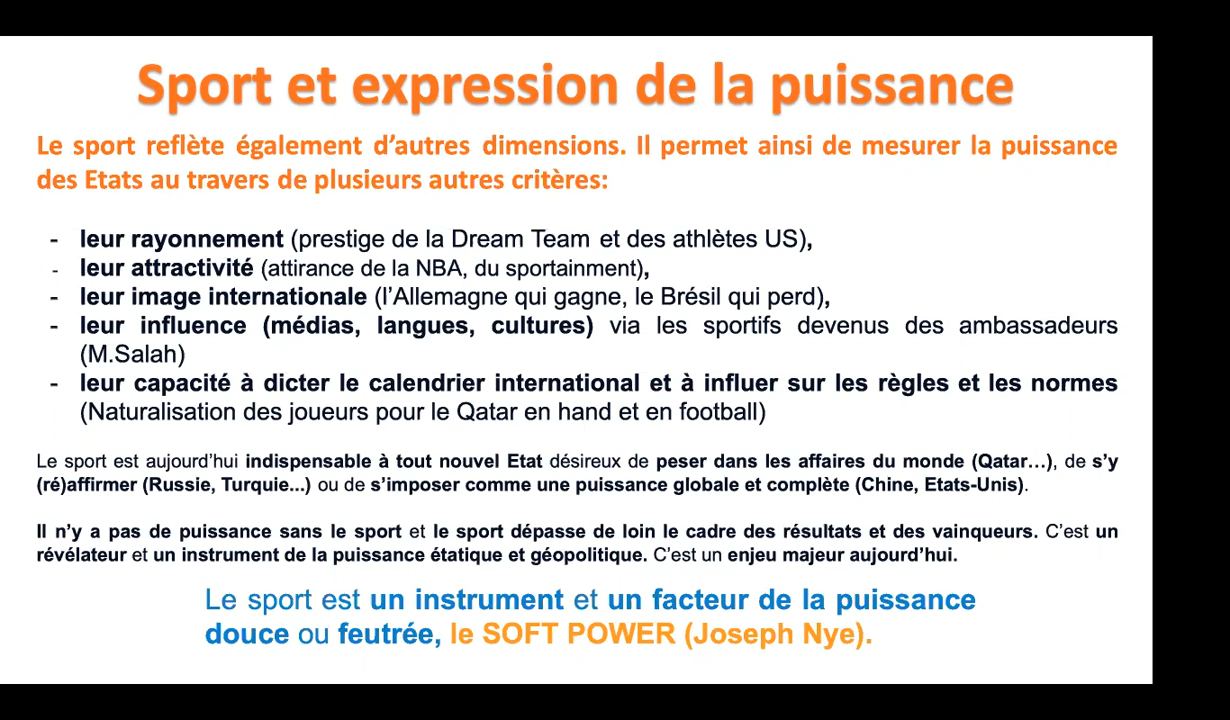 Sport et expression de la puissance
Le sport reflète également d'autres dimensions. Il permet ainsi de mesurer la puissance
des Etats au travers de plusieurs autres critères:
- leur rayonnement (prestige de la Dream Team et des athlètes US),
- leur attractivité (attirance de la NBA, du sportainment),
- leur image internationale (l'Allemagne qui gagne, le Brésil qui perd),
- leur influence (médias, langues, cultures) via les sportifs devenus des ambassadeurs
(M.Salah)
- leur capacité à dicter le calendrier international et à influer sur les règles et les normes
(Naturalisation des joueurs pour le Qatar en hand et en football)
Le sport est aujourd'hui indispensable à tout nouvel Etat désireux de peser dans les affaires du monde (Qatar…), de s'y
(ré)affirmer (Russie, Turquie...) ou de s'imposer comme une puissance globale et complète (Chine, Etats-Unis).
Il n'y a pas de puissance sans le sport et le sport dépasse de loin le cadre des résultats et des vainqueurs. C'est un
révélateur et un instrument de la puissance étatique et géopolitique. C'est un enjeu majeur aujourd'hui.
Le sport est un instrument et un facteur de la puissance
douce ou feutrée, le SOFT POWER (Joseph Nye).